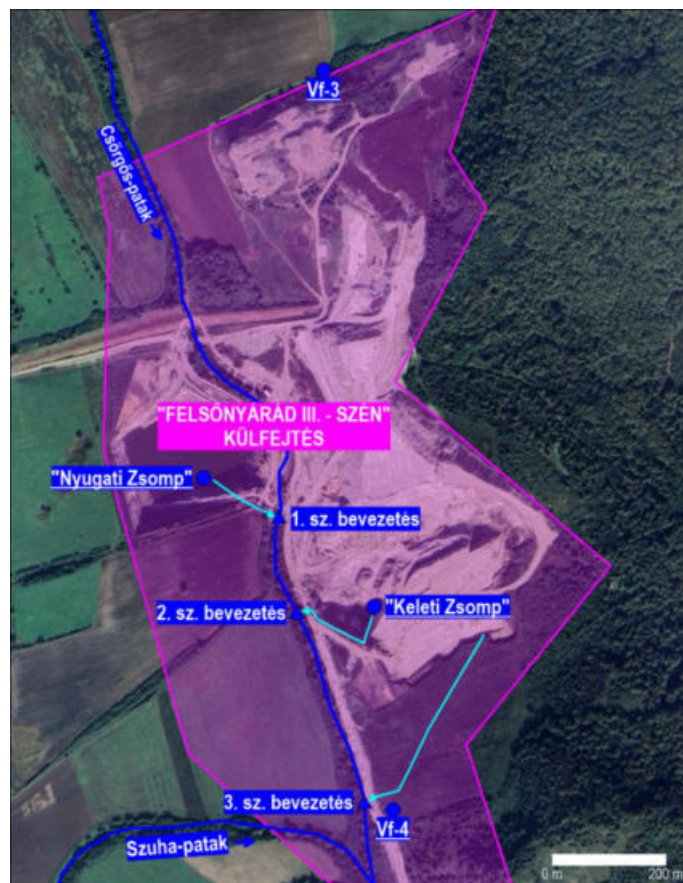 Vf-3
Csörgős-patak
"FELSŐNYÁRÁD III. - SZÉN"
KÜLFEJTÉS
"Nyugati Zsomp"
1. sz. bevezetés
2. sz. bevezetés
"Keleti Zsomp"
3. sz. bevezetés
Vf-4
Szuha-patak
0 m
200 m